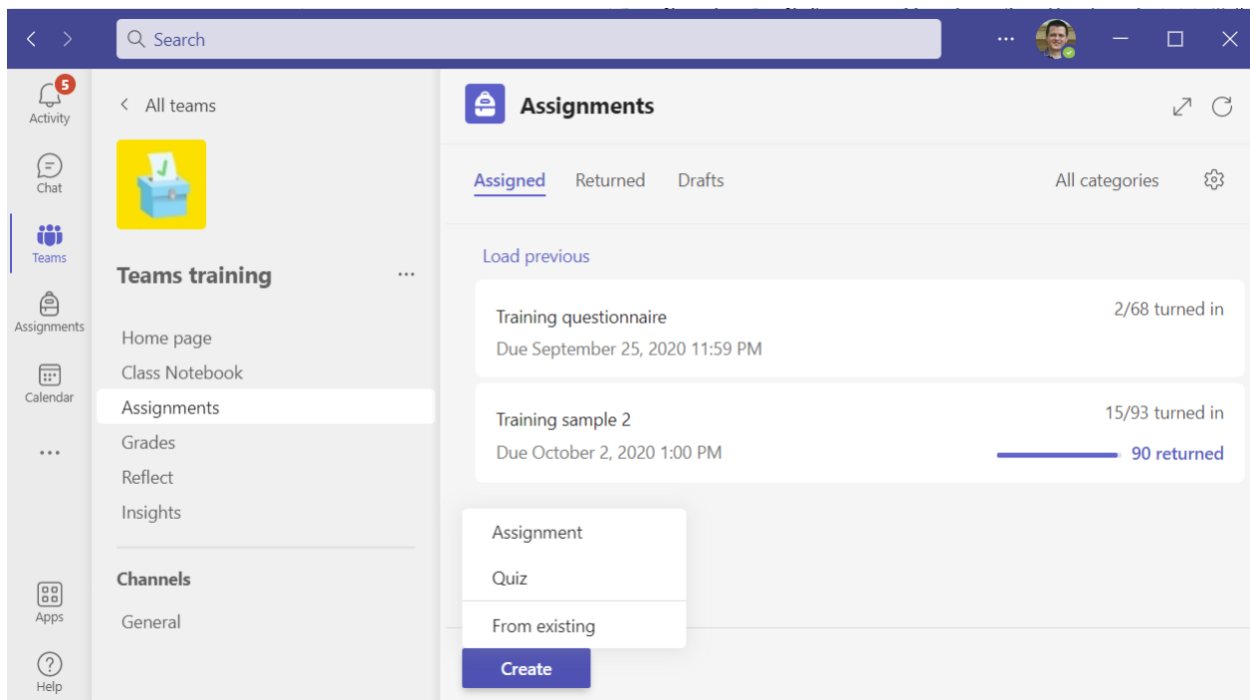 Search
...
5
Activity
Chat
Teams
Assignments
Calendar
...
Apps
Help
All teams
Teams training
...
Home page
Class Notebook
Assignments
Grades
Reflect
Insights
Channels
General
Assignments
Assigned Returned Drafts All categories
Load previous
Training questionnaire 2/68 turned in
Due September 25, 2020 11:59 PM
Training sample 2 15/93 turned in
Due October 2, 2020 1:00 PM 90 returned
Assignment
Quiz
From existing
Create